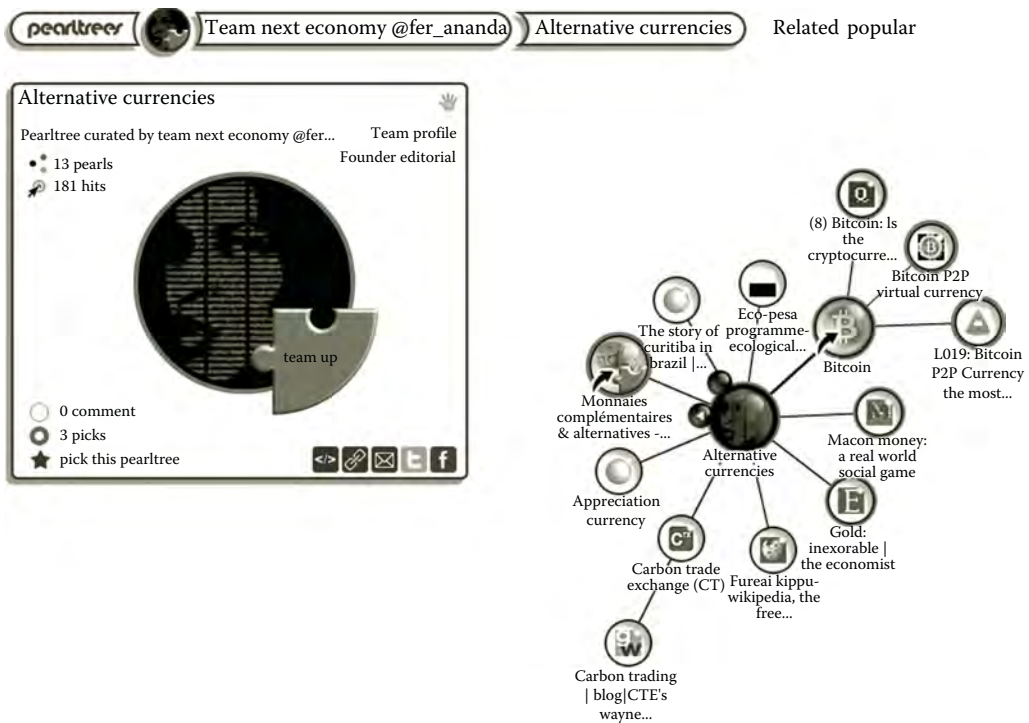 pearltrees
Team next economy @fer_ananda
Alternative currencies
Related popular
Alternative currencies
Pearltree curated by team next economy @fer...
Team profile
Founder editorial
13 pearls
181 hits
team up
0 comment
3 picks
pick this pearltree
</>
t
f
Q
(8) Bitcoin: Is
the
cryptocurre...
B
Bitcoin P2P
virtual currency
L019: Bitcoin
P2P Currency
the most...
B
Bitcoin
Eco-pesa
programme-
ecological...
The story of
curitiba in
brazil |...
Monnaies
complémentaires
& alternatives -...
Alternative
currencies
Macon money:
a real world
social game
Appreciation
currency
E
Gold:
inexorable |
the economist
Carbon trade
exchange (CT)
Fureai kippu-
wikipedia, the
free...
g
w
Carbon trading
| blog|CTE's
wayne...